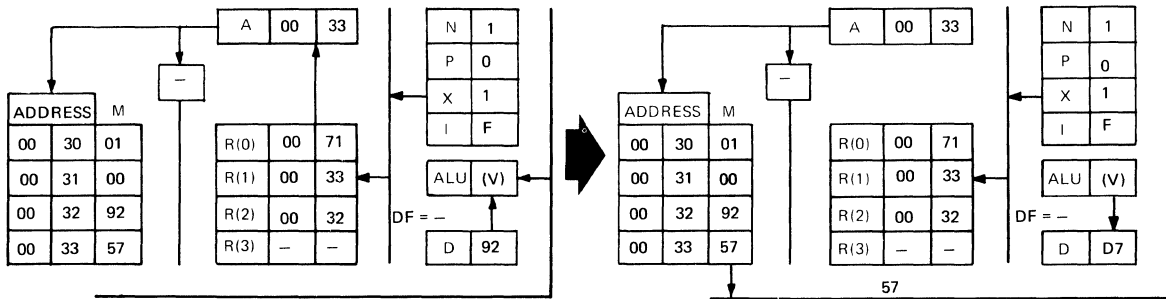 A 00 33
N 1
P 0
X 1
I F
–
ADDRESS M
00 30 01
00 31 00
00 32 92
00 33 57
R(0) 00 71
R(1) 00 33
R(2) 00 32
R(3) – –
ALU (V)
DF = –
D 92
A 00 33
N 1
P 0
X 1
I F
–
ADDRESS M
00 30 01
00 31 00
00 32 92
00 33 57
R(0) 00 71
R(1) 00 33
R(2) 00 32
R(3) – –
ALU (V)
DF = –
D D7
57